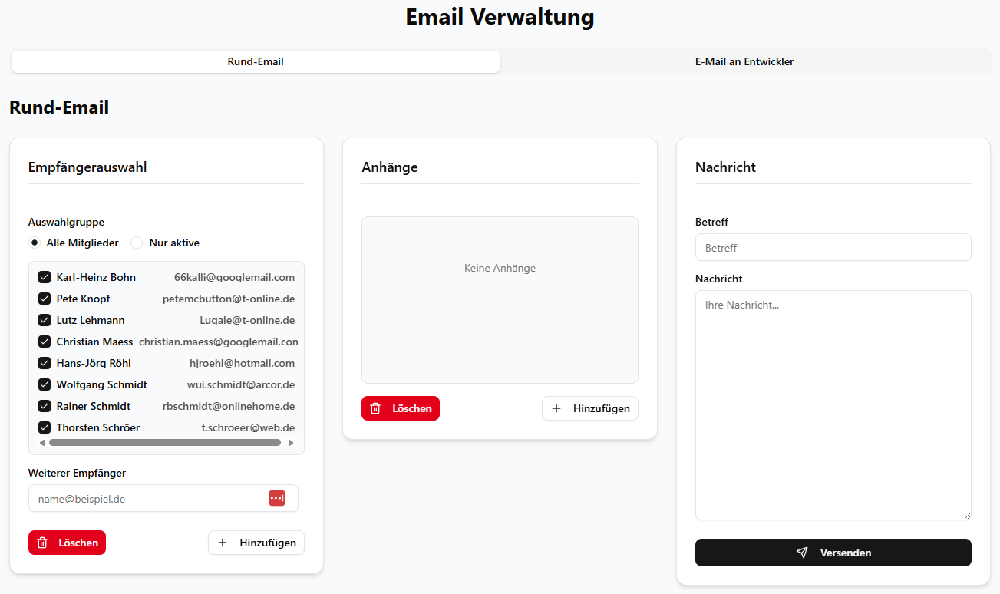 Email Verwaltung
Rund-Email
E-Mail an Entwickler
Rund-Email
Empfängerauswahl
Auswahlgruppe
Alle Mitglieder Nur aktive
Karl-Heinz Bohn 66kalli@googlemail.com
Pete Knopf petemcbutton@t-online.de
Lutz Lehmann Lugale@t-online.de
Christian Maess christian.maess@googlemail.con
Hans-Jörg Röhl hjroehl@hotmail.com
Wolfgang Schmidt wui.schmidt@arcor.de
Rainer Schmidt rbschmidt@onlinehome.de
Thorsten Schröer t.schroeer@web.de
Weiterer Empfänger
name@beispiel.de
Löschen Hinzufügen
Anhänge
Keine Anhänge
Löschen Hinzufügen
Nachricht
Betreff
Betreff
Nachricht
Ihre Nachricht...
Versenden